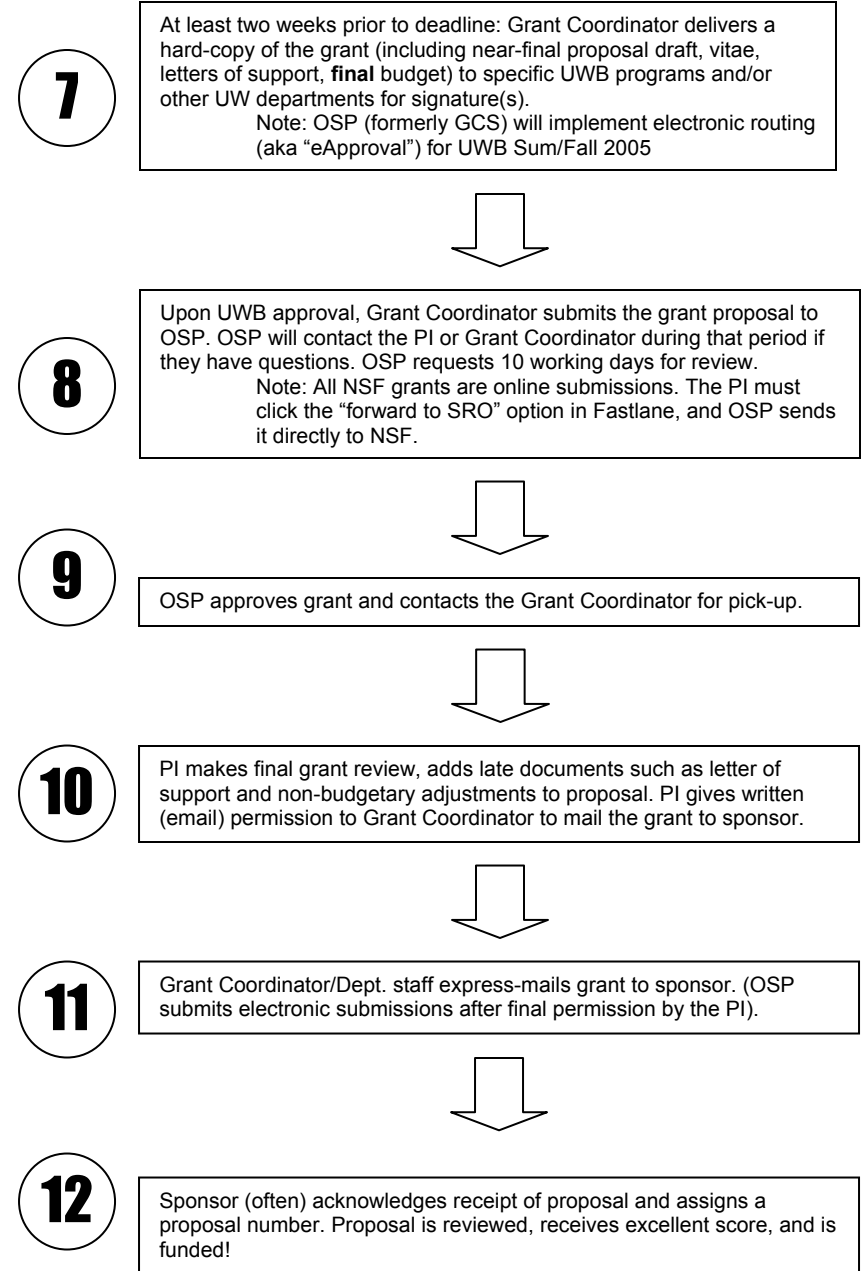 7
At least two weeks prior to deadline: Grant Coordinator delivers a
hard-copy of the grant (including near-final proposal draft, vitae,
letters of support, final budget) to specific UWB programs and/or
other UW departments for signature(s).
Note: OSP (formerly GCS) will implement electronic routing
(aka “eApproval”) for UWB Sum/Fall 2005
8
Upon UWB approval, Grant Coordinator submits the grant proposal to
OSP. OSP will contact the PI or Grant Coordinator during that period if
they have questions. OSP requests 10 working days for review.
Note: All NSF grants are online submissions. The PI must
click the “forward to SRO” option in Fastlane, and OSP sends
it directly to NSF.
9
OSP approves grant and contacts the Grant Coordinator for pick-up.
10
PI makes final grant review, adds late documents such as letter of
support and non-budgetary adjustments to proposal. PI gives written
(email) permission to Grant Coordinator to mail the grant to sponsor.
11
Grant Coordinator/Dept. staff express-mails grant to sponsor. (OSP
submits electronic submissions after final permission by the PI).
12
Sponsor (often) acknowledges receipt of proposal and assigns a
proposal number. Proposal is reviewed, receives excellent score, and is
funded!